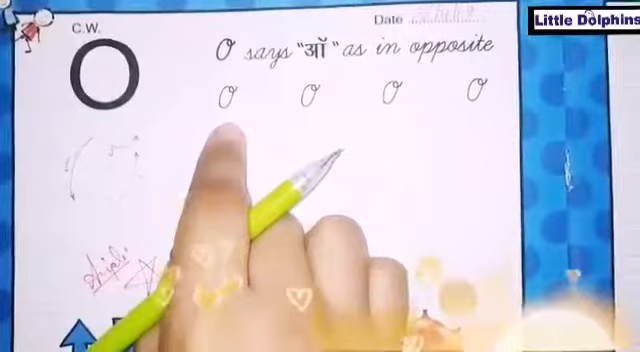 Little Dolphins
C.W.
Date
O
O says "ऑ" as in opposite
O O O O